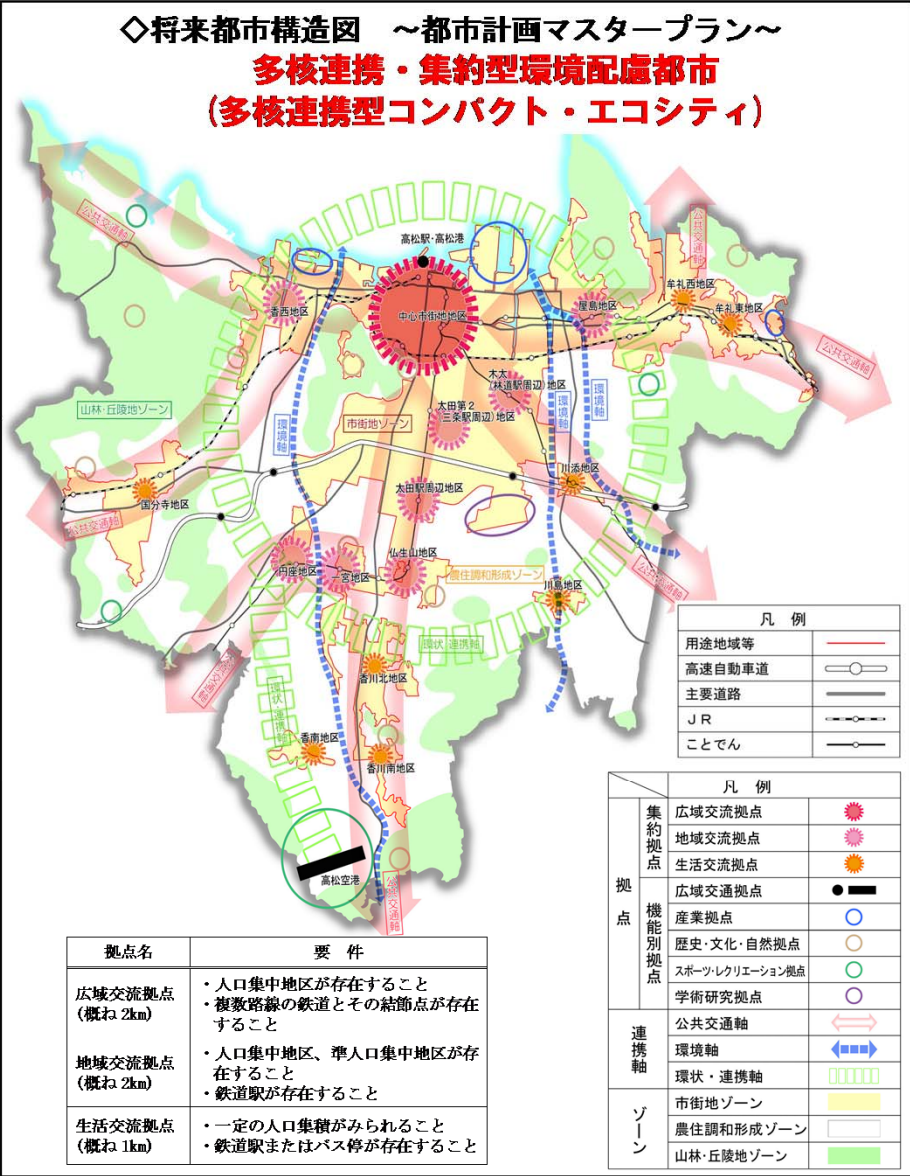 ◇将来都市構造図　～都市計画マスタープラン～
多核連携・集約型環境配慮都市
(多核連携型コンパクト・エコシティ)
公共交通軸
公共交通軸
高松駅・高松港
香西地区
中心市街地地区
屋島地区
牟礼西地区
牟礼東地区
公共交通軸
山林・丘陵地ゾーン
環境軸
市街地ゾーン
木太
(林道駅周辺)地区
太田第2
(三条駅周辺)地区
環境軸
環境軸
川添地区
国分寺地区
太田駅周辺地区
公共交通軸
公共交通軸
円座地区
一宮地区
仏生山地区
農住調和形成ゾーン
川島地区
環状・連携軸
公共交通軸
香川北地区
環状・連携軸
香南地区
香川南地区
高松空港
公共交通軸
凡　例
用途地域等
高速自動車道
主要道路
ＪＲ
ことでん
凡　例
拠点
集約拠点
広域交流拠点
地域交流拠点
生活交流拠点
機能別拠点
広域交通拠点
産業拠点
歴史・文化・自然拠点
スポーツ・レクリエーション拠点
学術研究拠点
連携軸
公共交通軸
環境軸
環状・連携軸
ゾーン
市街地ゾーン
農住調和形成ゾーン
山林・丘陵地ゾーン
拠点名　要　件
広域交流拠点
(概ね 2km)
・人口集中地区が存在すること
・複数路線の鉄道とその結節点が存在
すること
地域交流拠点
(概ね 2km)
・人口集中地区、準人口集中地区が存
在すること
・鉄道駅が存在すること
生活交流拠点
(概ね 1km)
・一定の人口集積がみられること
・鉄道駅またはバス停が存在すること